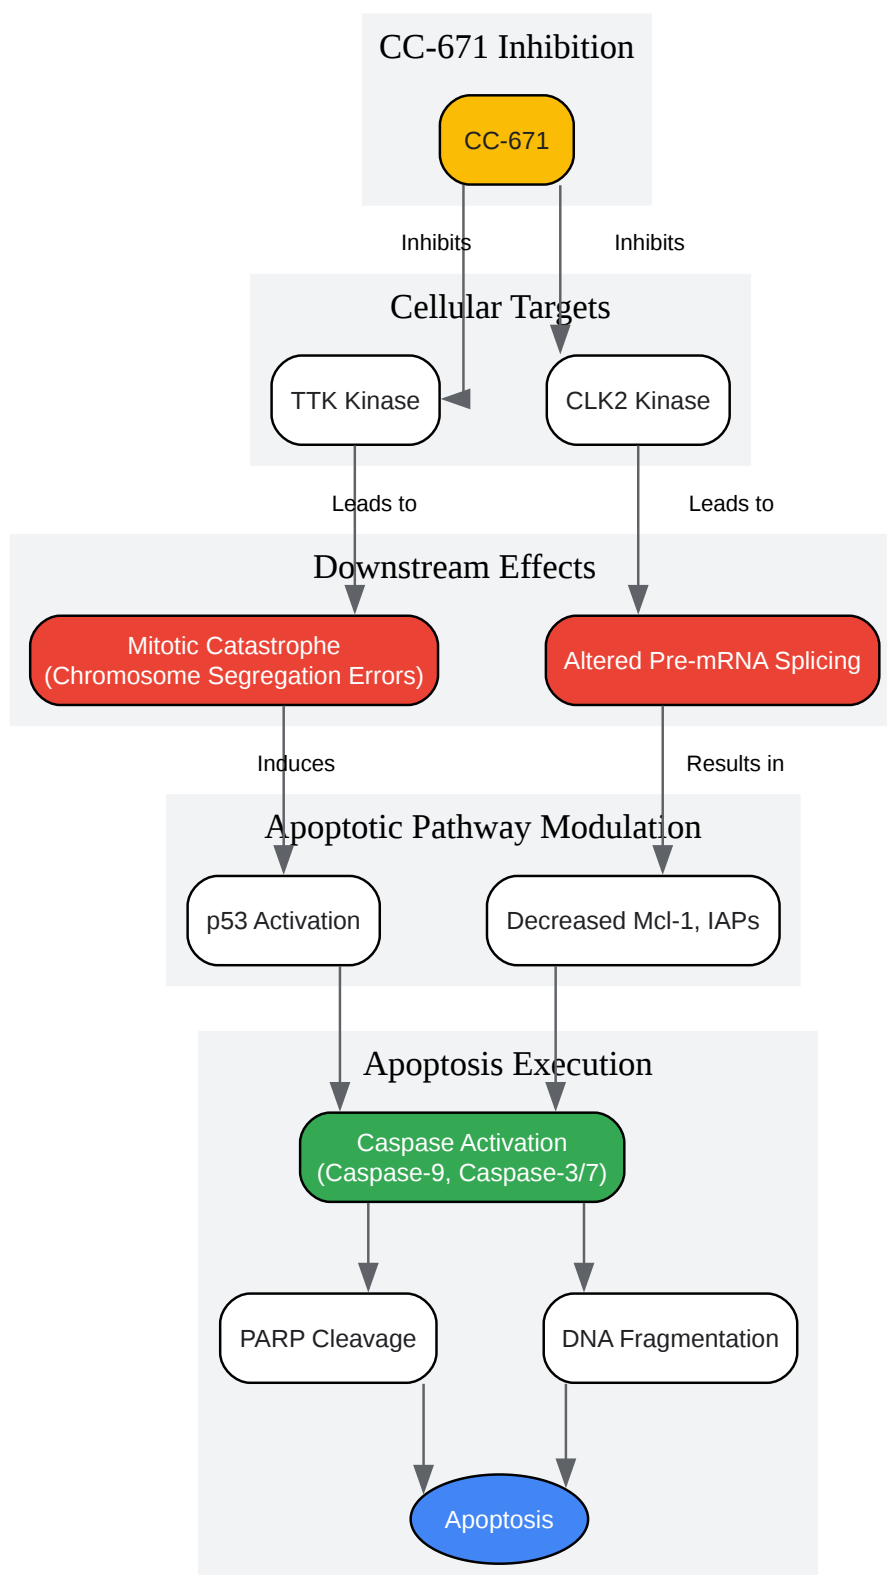 CC-671 Inhibition
CC-671
Inhibits
Inhibits
Cellular Targets
TTK Kinase
CLK2 Kinase
Leads to
Leads to
Downstream Effects
Mitotic Catastrophe
(Chromosome Segregation Errors)
Altered Pre-mRNA Splicing
Induces
Results in
Apoptotic Pathway Modulation
p53 Activation
Decreased Mcl-1, IAPs
Apoptosis Execution
Caspase Activation
(Caspase-9, Caspase-3/7)
PARP Cleavage
DNA Fragmentation
Apoptosis